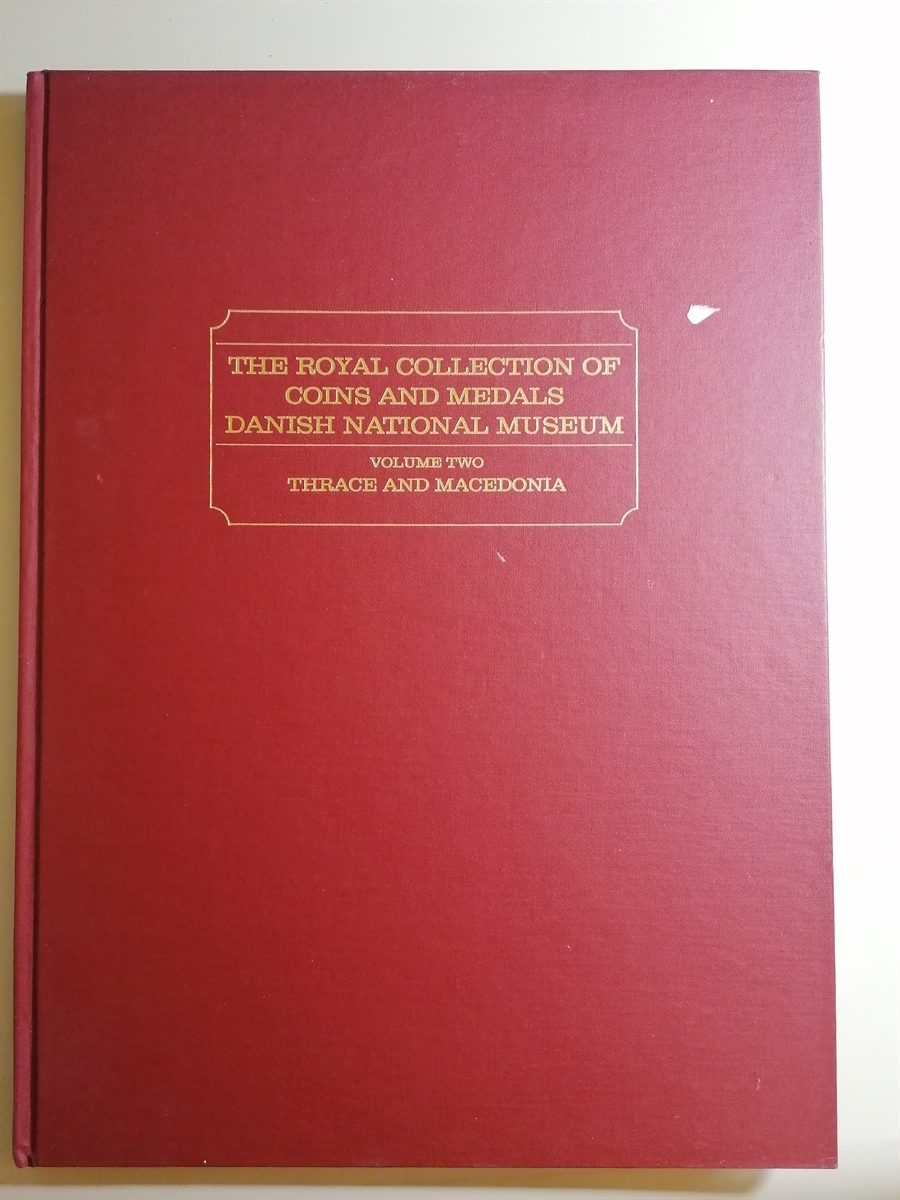 THE ROYAL COLLECTION OF
COINS AND MEDALS
DANISH NATIONAL MUSEUM
VOLUME TWO
THRACE AND MACEDONIA